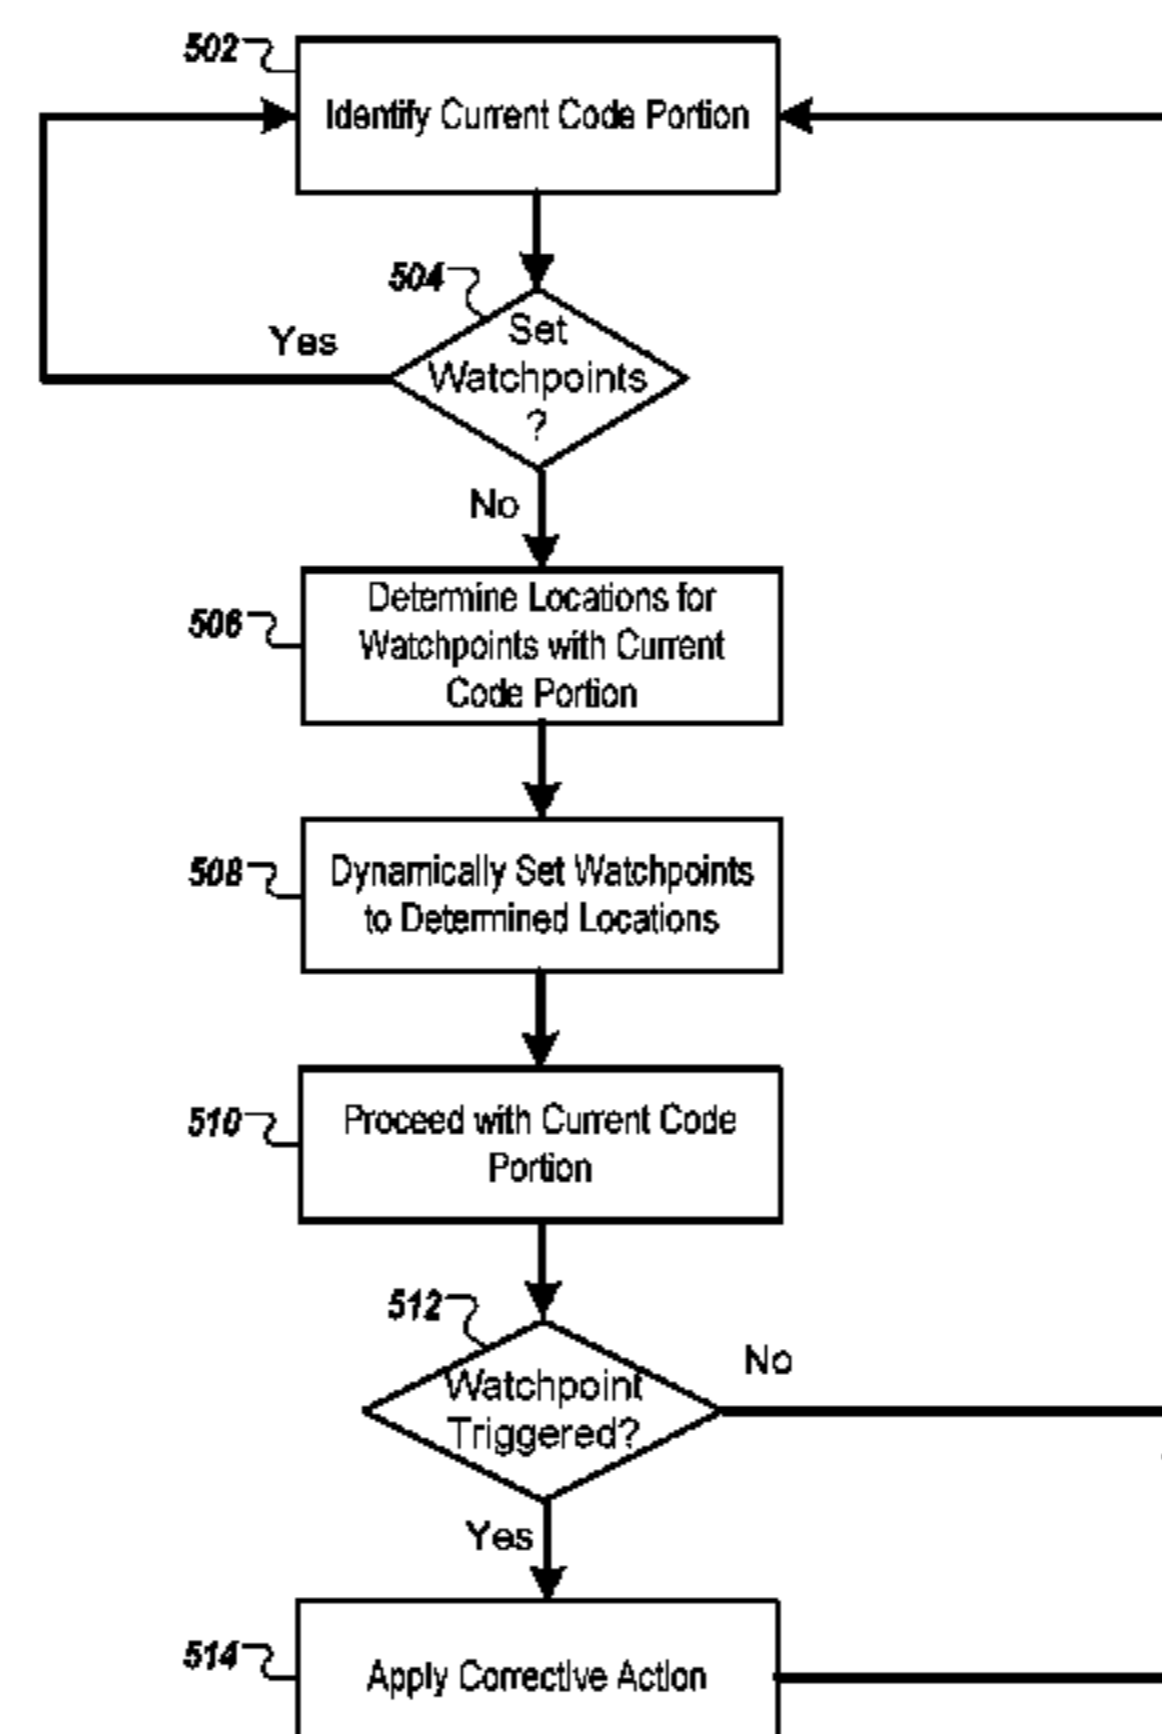 502
Identify Current Code Portion
504
Set
Watchpoints
?
Yes
No
506
Determine Locations for
Watchpoints with Current
Code Portion
508
Dynamically Set Watchpoints
to Determined Locations
510
Proceed with Current Code
Portion
512
Watchpoint
Triggered?
No
Yes
514
Apply Corrective Action